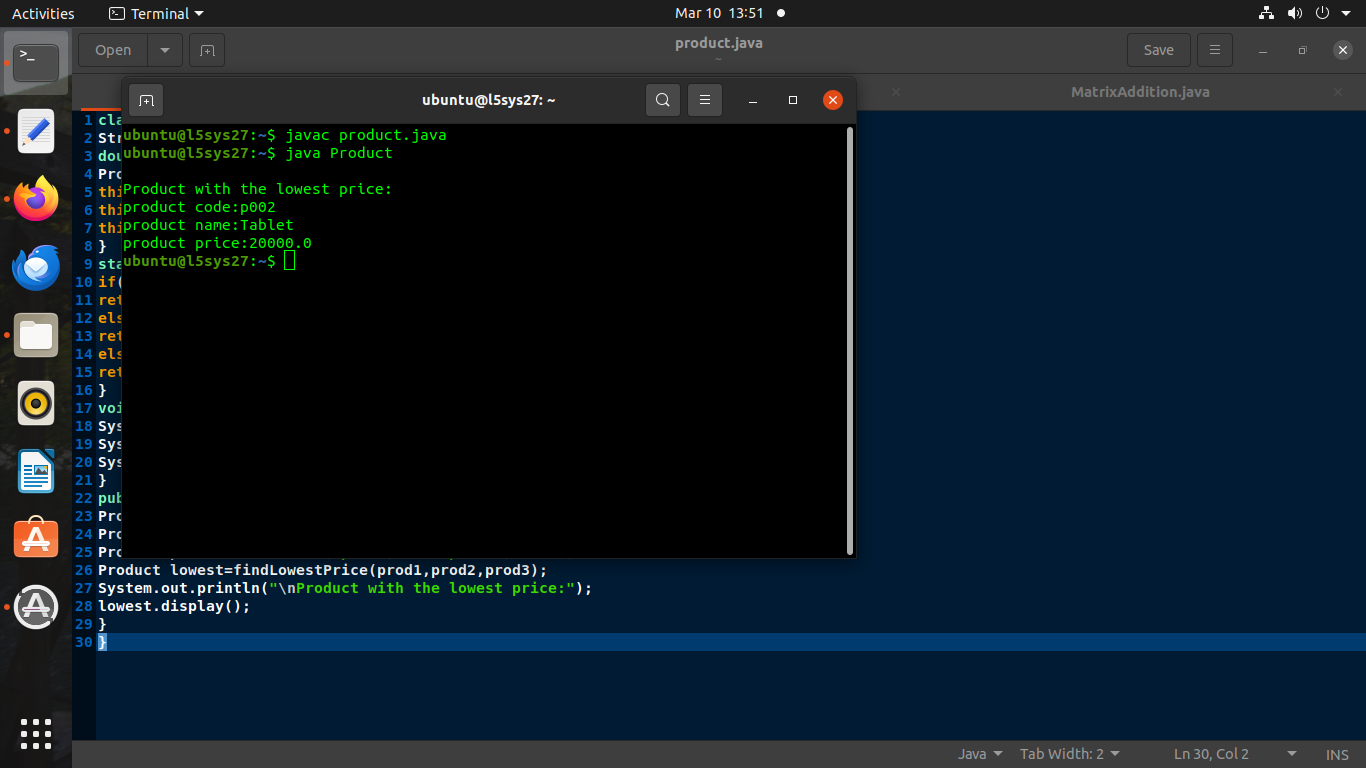 Activities
Terminal
Mar 10 13:51
Open
product.java
~
Save
MatrixAddition.java
ubuntu@l5sys27: ~
ubuntu@l5sys27:~$ javac product.java
ubuntu@l5sys27:~$ java Product
Product with the lowest price:
product code:p002
product name:Tablet
product price:20000.0
ubuntu@l5sys27:~$
1 cla
2 Str
3 dou
4 Pro
5 thi
6 thi
7 thi
8 }
9 sta
10 if(
11 ret
12 els
13 ret
14 els
15 ret
16 }
17 voi
18 Sys
19 Sys
20 Sys
21 }
22 pub
23 Pro
24 Pro
25 Pro
26 Product lowest=findLowestPrice(prod1,prod2,prod3);
27 System.out.println("\nProduct with the lowest price:");
28 lowest.display();
29 }
30 }
Java
Tab Width: 2
Ln 30, Col 2
INS